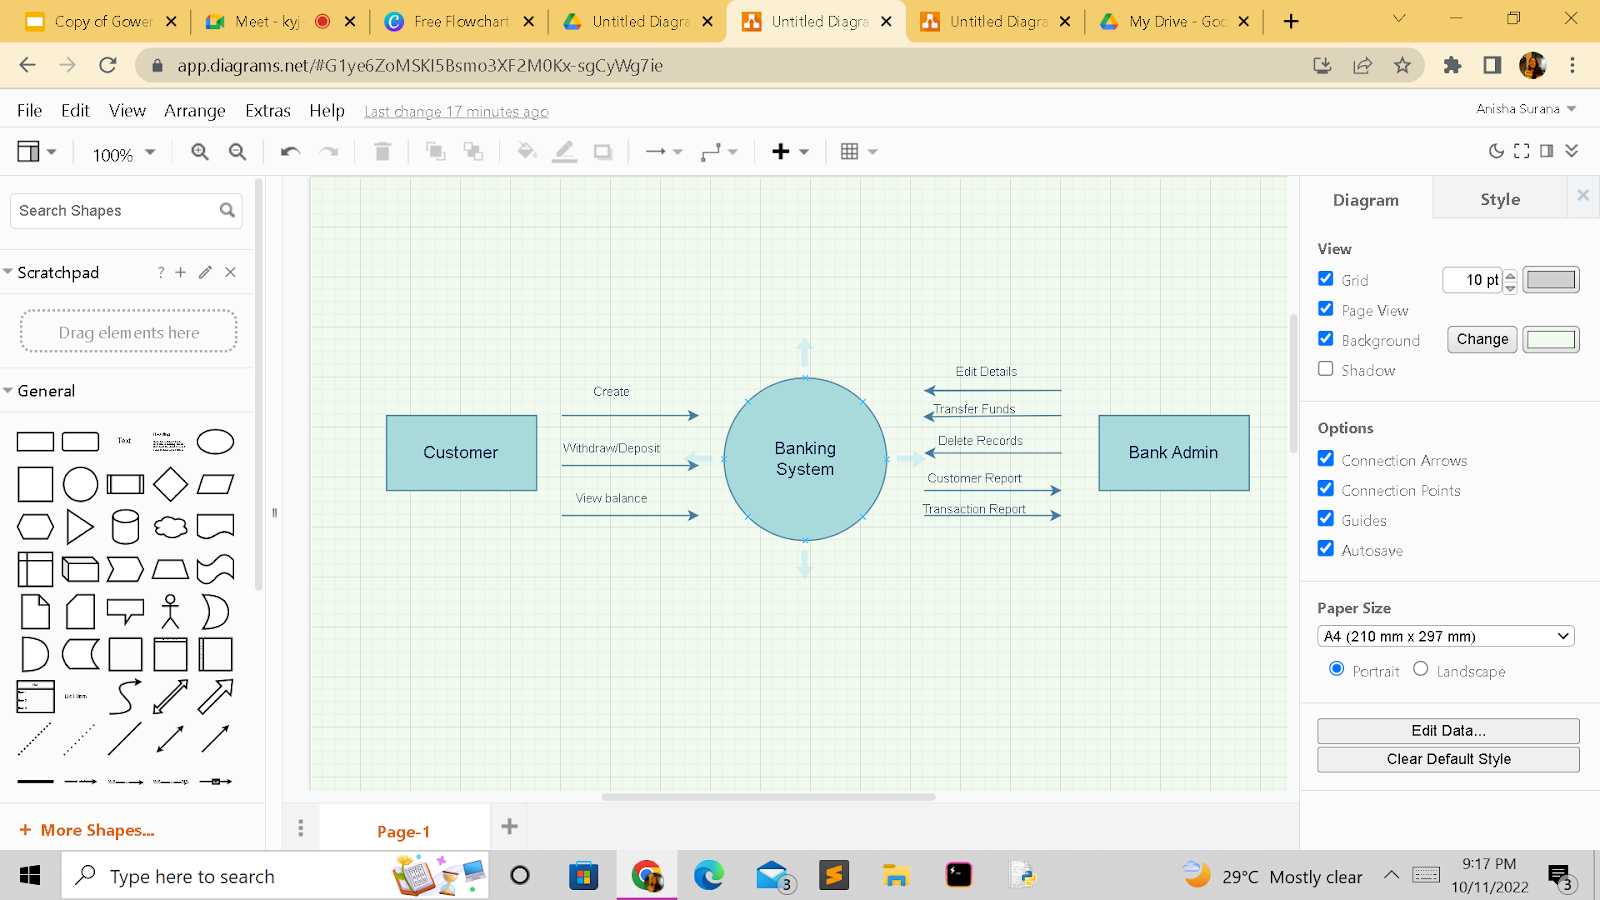 Copy of Gower
Meet - kyj
Free Flowchart
Untitled Diagra
Untitled Diagra
Untitled Diagra
My Drive - Goo
app.diagrams.net/#G1ye6ZoMSKI5Bsmo3XF2M0Kx-sgCyWg7ie
File Edit View Arrange Extras Help Last change 17 minutes ago
Anisha Surana
100%
Search Shapes
Scratchpad
?
Drag elements here
General
Text
Heading
List Item
+ More Shapes...
Create
Withdraw/Deposit
View balance
Customer
Banking
System
Edit Details
Transfer Funds
Delete Records
Customer Report
Transaction Report
Bank Admin
Page-1
Diagram
Style
View
Grid
10 pt
Page View
Background
Change
Shadow
Options
Connection Arrows
Connection Points
Guides
Autosave
Paper Size
A4 (210 mm x 297 mm)
Portrait
Landscape
Edit Data...
Clear Default Style
Type here to search
3
29°C Mostly clear
9:17 PM
10/11/2022
3